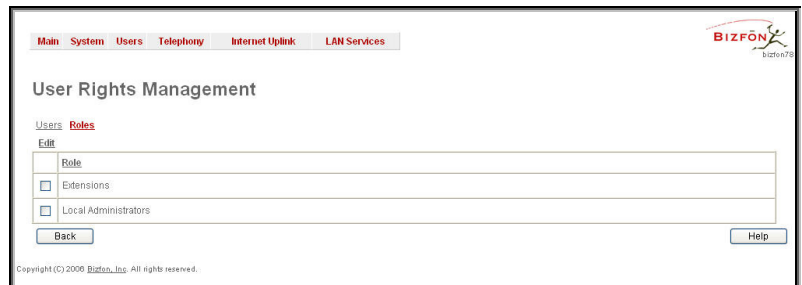 Main System Users Telephony Internet Uplink LAN Services
BIZFŌN
bizfon78
User Rights Management
Users Roles
Edit
Role
Extensions
Local Administrators
Back
Help
Copyright (C) 2006 Bizfon, Inc. All rights reserved.